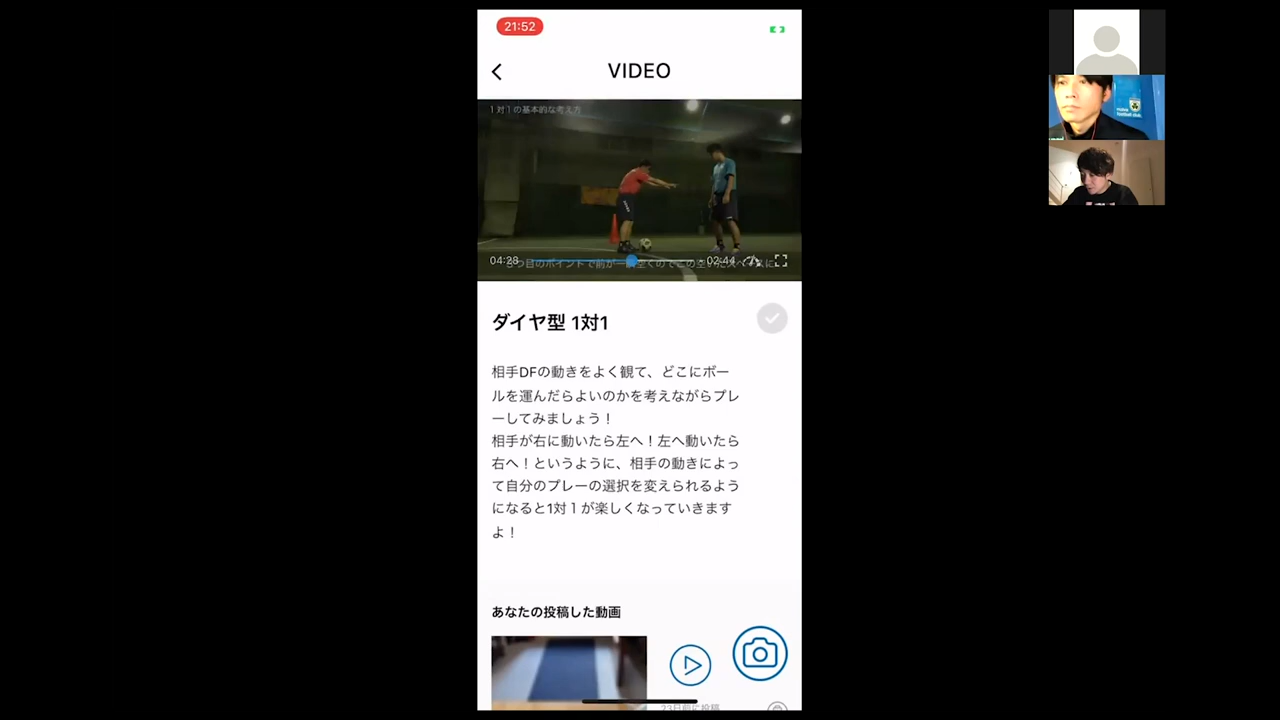 21:52
VIDEO
1対1の基本的な考え方
04:28
-02:44
ダイヤ型 1対1
相手DFの動きをよく観て、どこにボー
ルを運んだらよいのかを考えながらプレ
ーしてみましょう！
相手が右に動いたら左へ！左へ動いたら
右へ！というように、相手の動きによっ
て自分のプレーの選択を変えられるよう
になると1対１が楽しくなっていきます
よ！
あなたの投稿した動画
23日前に投稿